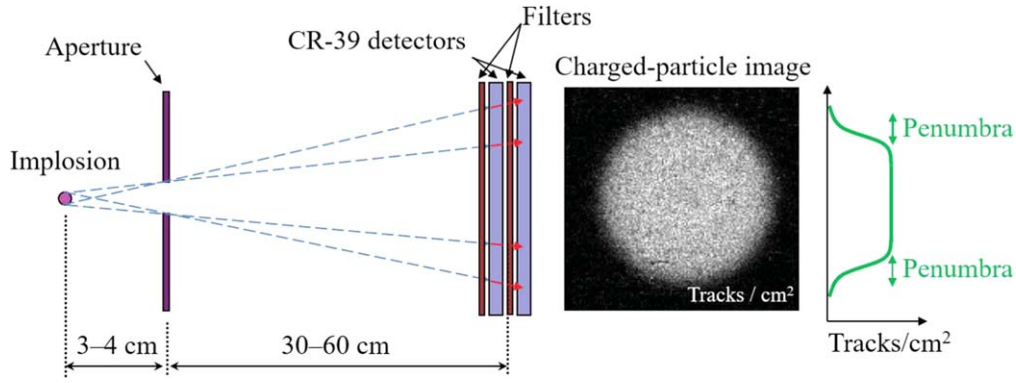 Filters
Aperture
CR-39 detectors
Charged-particle image
Implosion
Penumbra
Penumbra
Tracks / cm²
3–4 cm
30–60 cm
Tracks/cm²